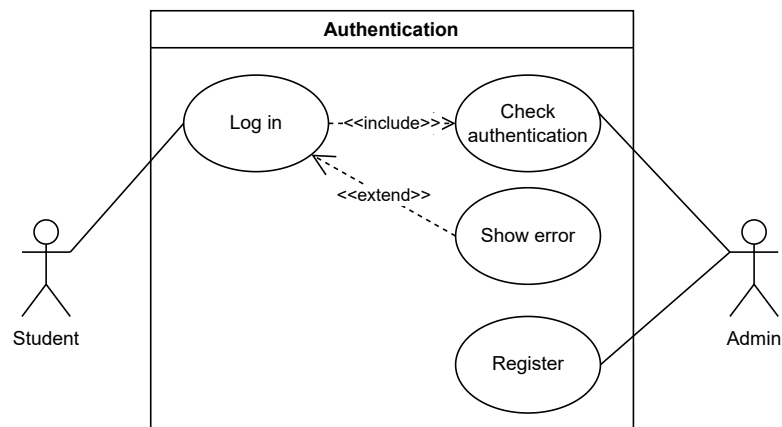 Authentication
Log in
<<include>>
Check
authentication
<<extend>>
Show error
Student
Admin
Register